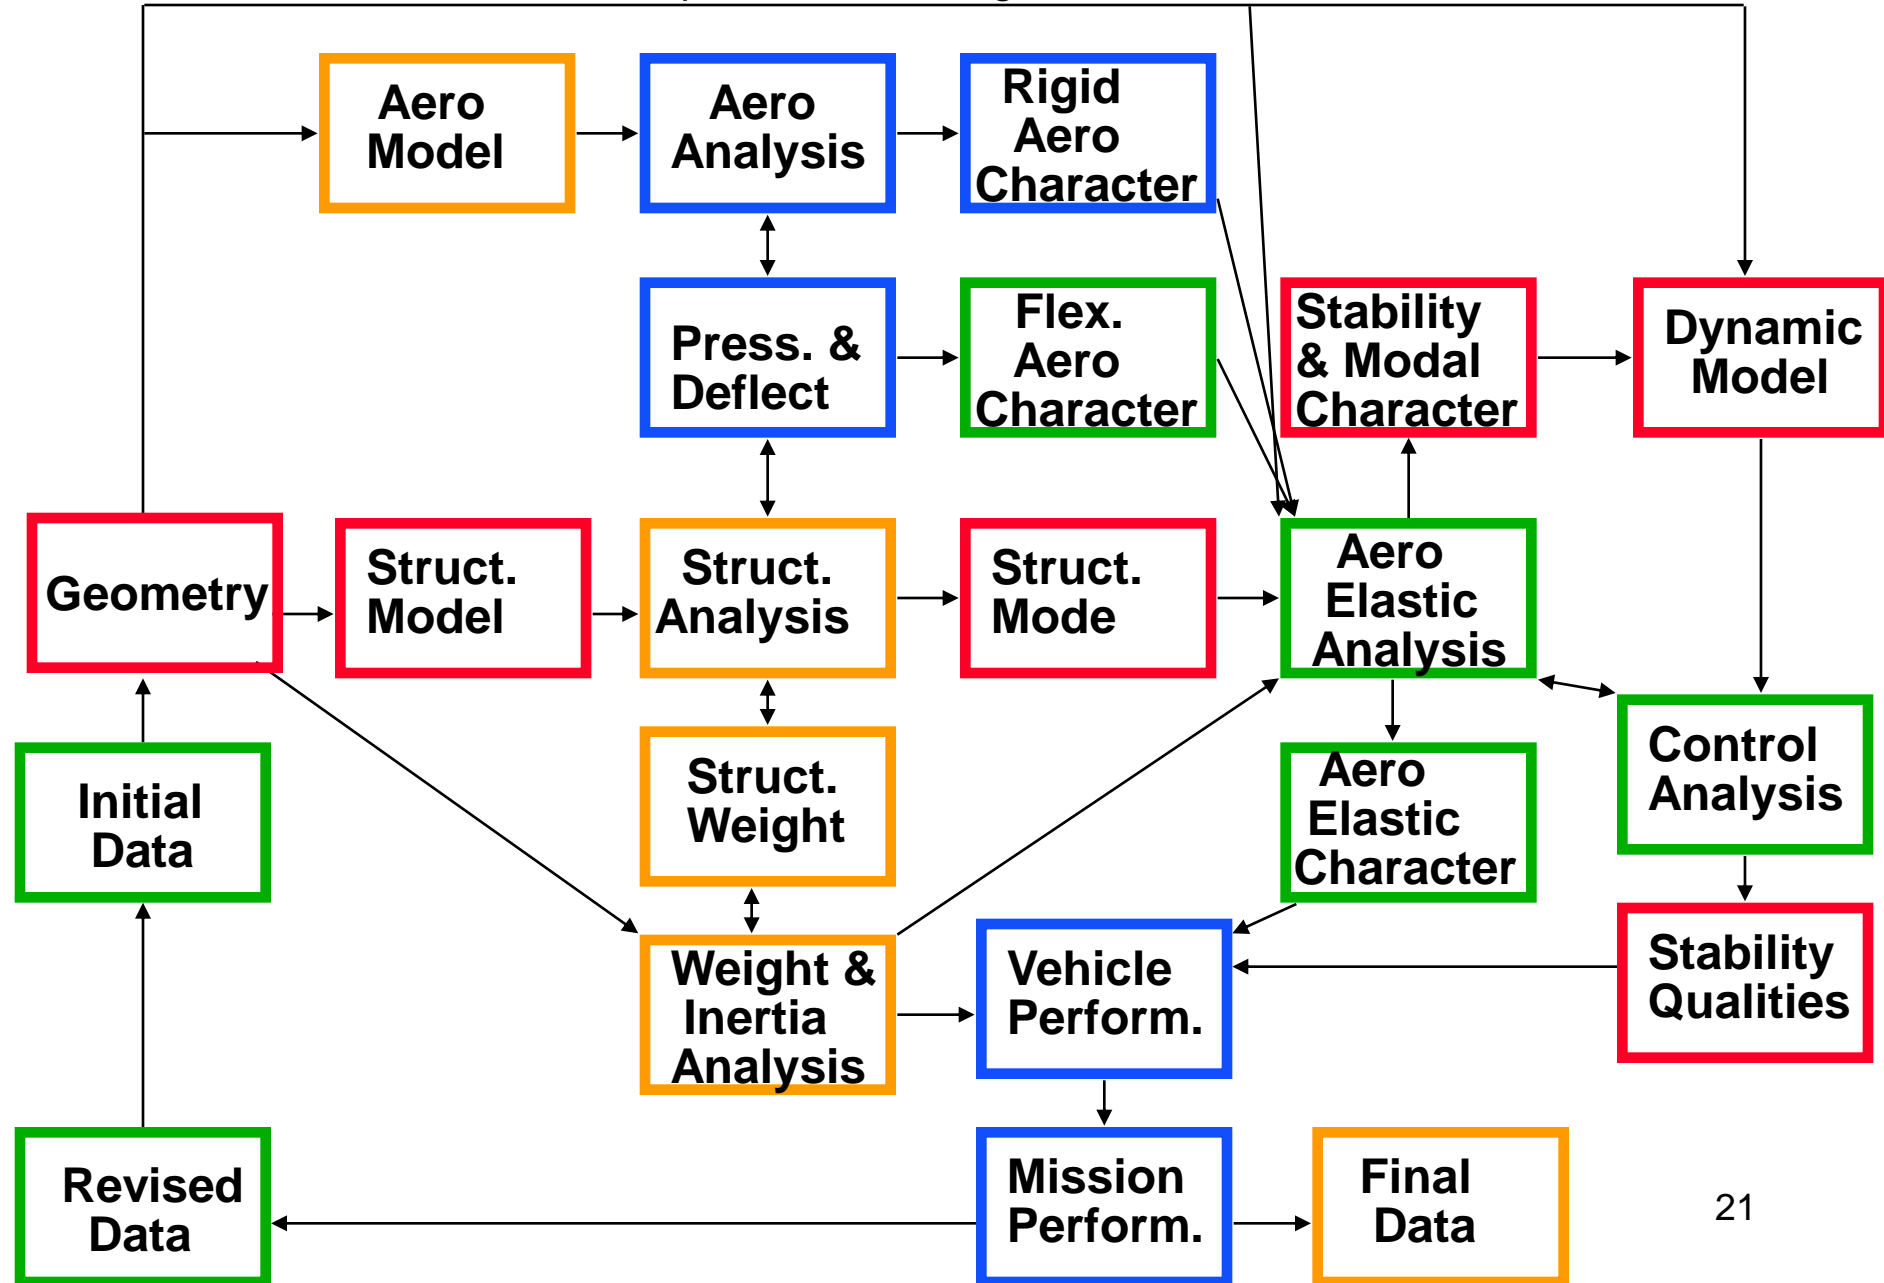 Aero
Model
Aero
Analysis
Rigid
Aero
Character
Press. &
Deflect
Flex.
Aero
Character
Stability
& Modal
Character
Dynamic
Model
Geometry
Struct.
Model
Struct.
Analysis
Struct.
Mode
Aero
Elastic
Analysis
Initial
Data
Struct.
Weight
Aero
Elastic
Character
Control
Analysis
Weight &
Inertia
Analysis
Vehicle
Perform.
Stability
Qualities
Revised
Data
Mission
Perform.
Final
Data
21